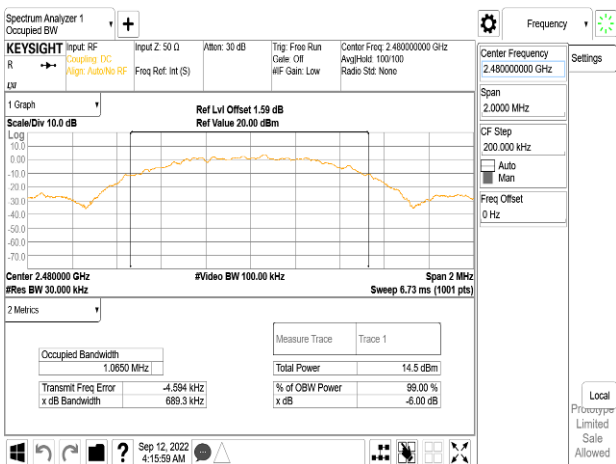 Spectrum Analyzer 1
Occupied BW
+
Frequency
KEYSIGHT Input: RF Input Z: 50 Ω Atten: 30 dB Trig: Free Run Center Freq: 2.480000000 GHz
R Coupling: DC Gate: Off Avg|Hold: 100/100
Align: Auto/No RF Freq Ref: Int (S) #IF Gain: Low Radio Std: None
Center Frequency
2.480000000 GHz
Settings
Span
2.0000 MHz
CF Step
200.000 kHz
Auto
Man
Freq Offset
0 Hz
1 Graph
Ref Lvl Offset 1.59 dB
Scale/Div 10.0 dB Ref Value 20.00 dBm
Log
10.0
0.00
-10.0
-20.0
-30.0
-40.0
-50.0
-60.0
-70.0
Center 2.480000 GHz #Video BW 100.00 kHz Span 2 MHz
#Res BW 30.000 kHz Sweep 6.73 ms (1001 pts)
2 Metrics
Measure Trace Trace 1
Occupied Bandwidth
1.0650 MHz
Total Power 14.5 dBm
Transmit Freq Error -4.594 kHz % of OBW Power 99.00 %
x dB Bandwidth 689.3 kHz x dB -6.00 dB
Local
Prototype
Limited
Sale
Allowed
?
Sep 12, 2022
4:15:59 AM